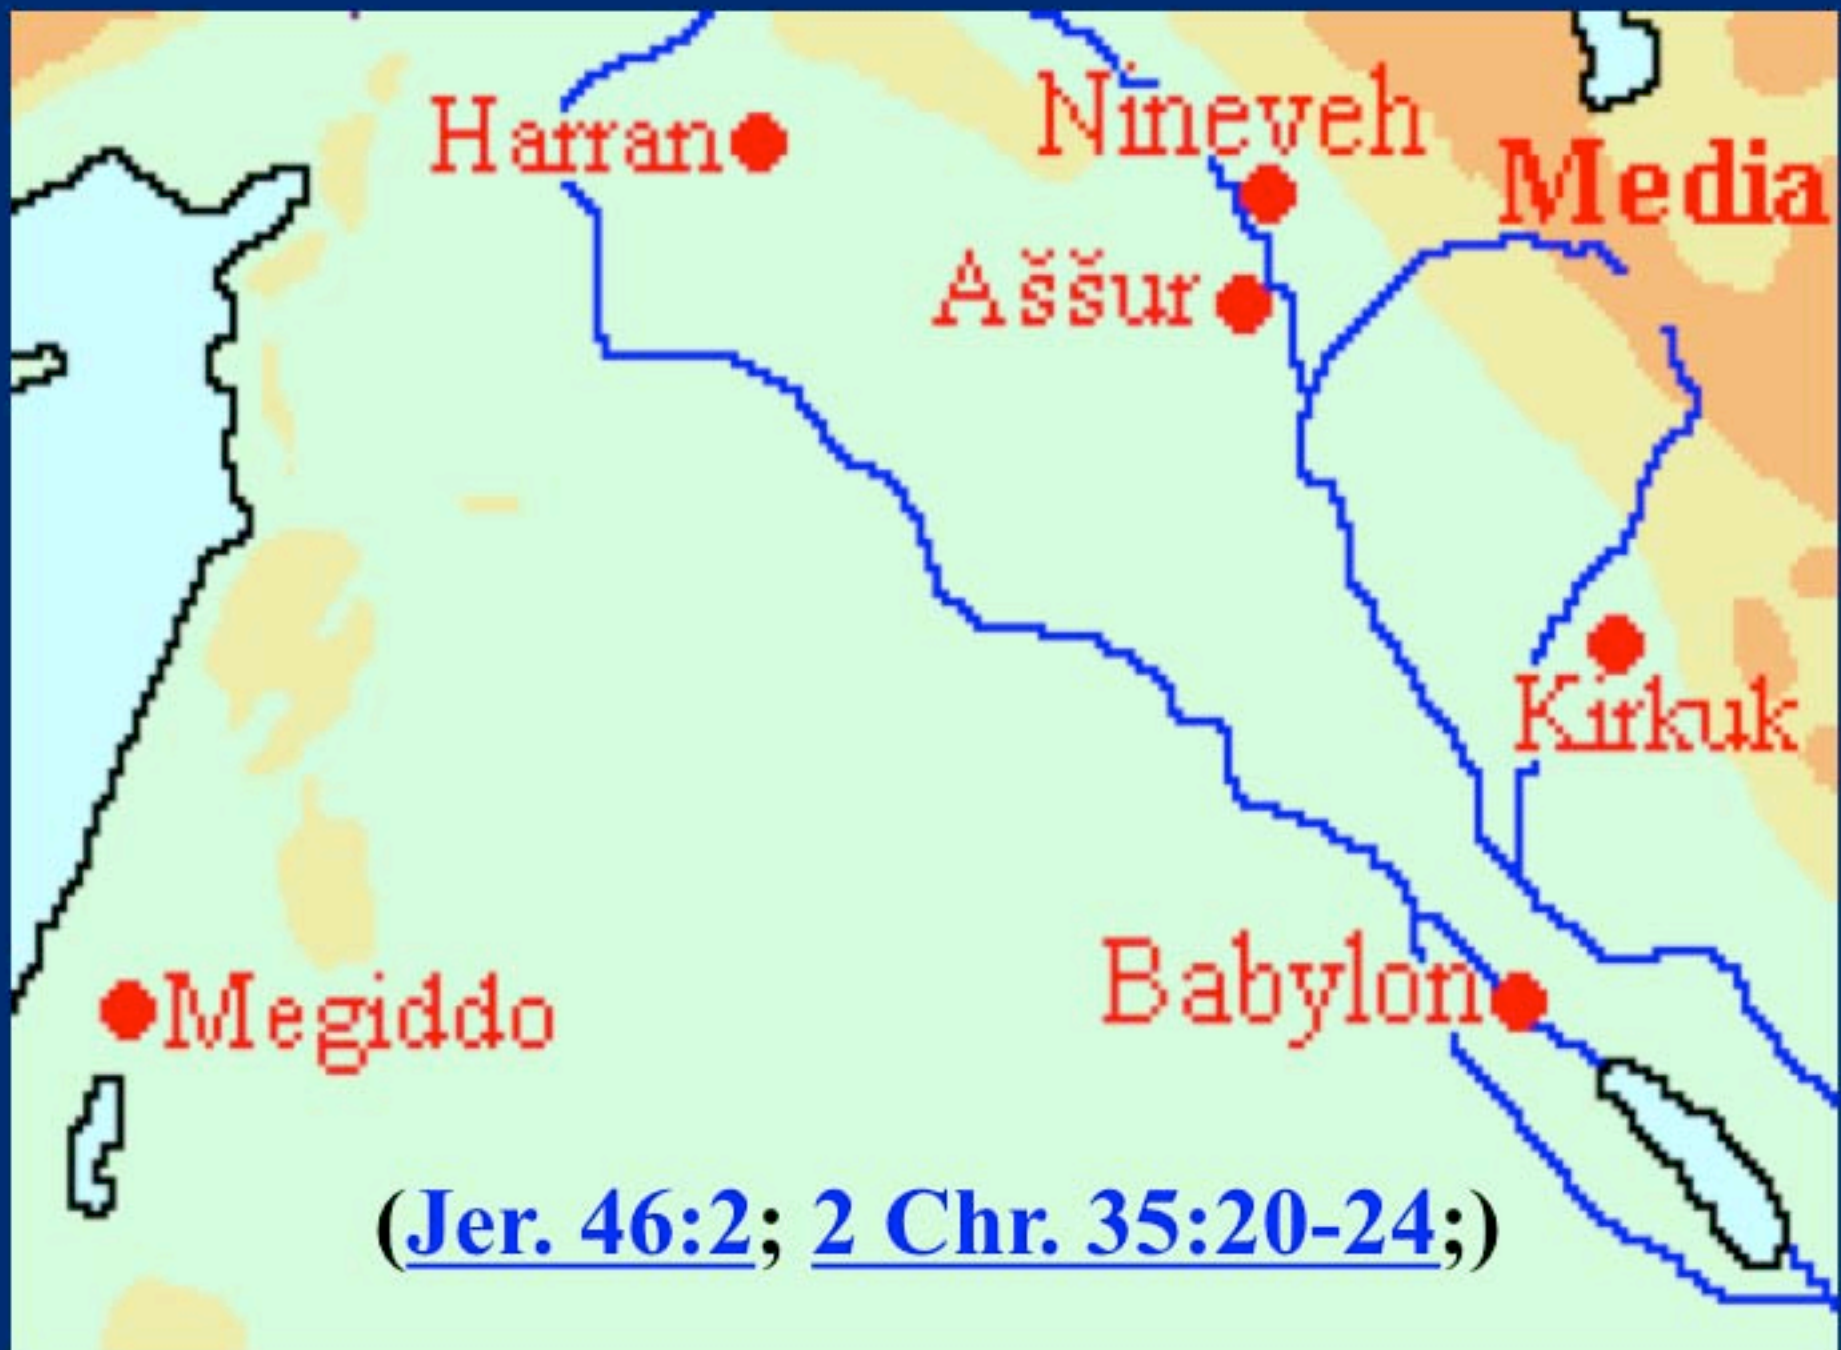 Nineveh
Harran
Media
Aššur
Kirkuk
Babylon
Megiddo
(Jer. 46:2; 2 Chr. 35:20-24;)